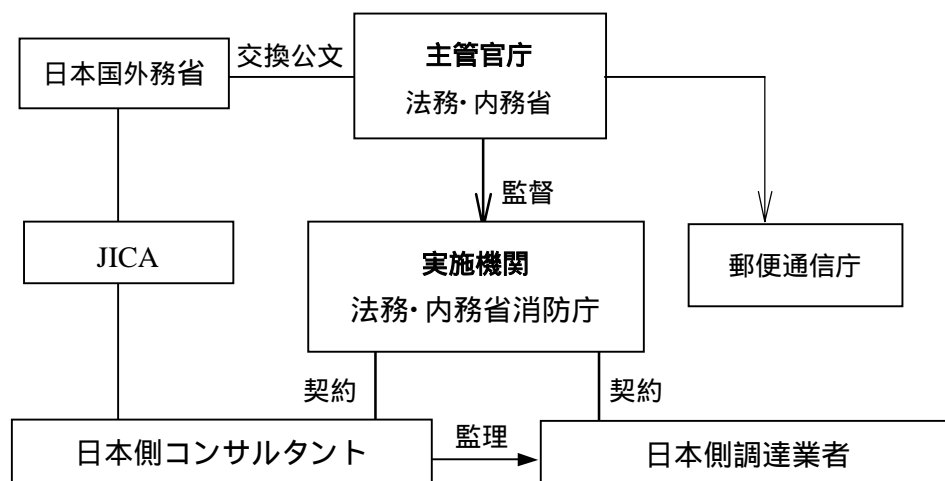 日本国外務省
交換公文
主管官庁
法務・内務省
監督
JICA
実施機関
法務・内務省消防庁
郵便通信庁
契約
契約
日本側コンサルタント
監理
日本側調達業者